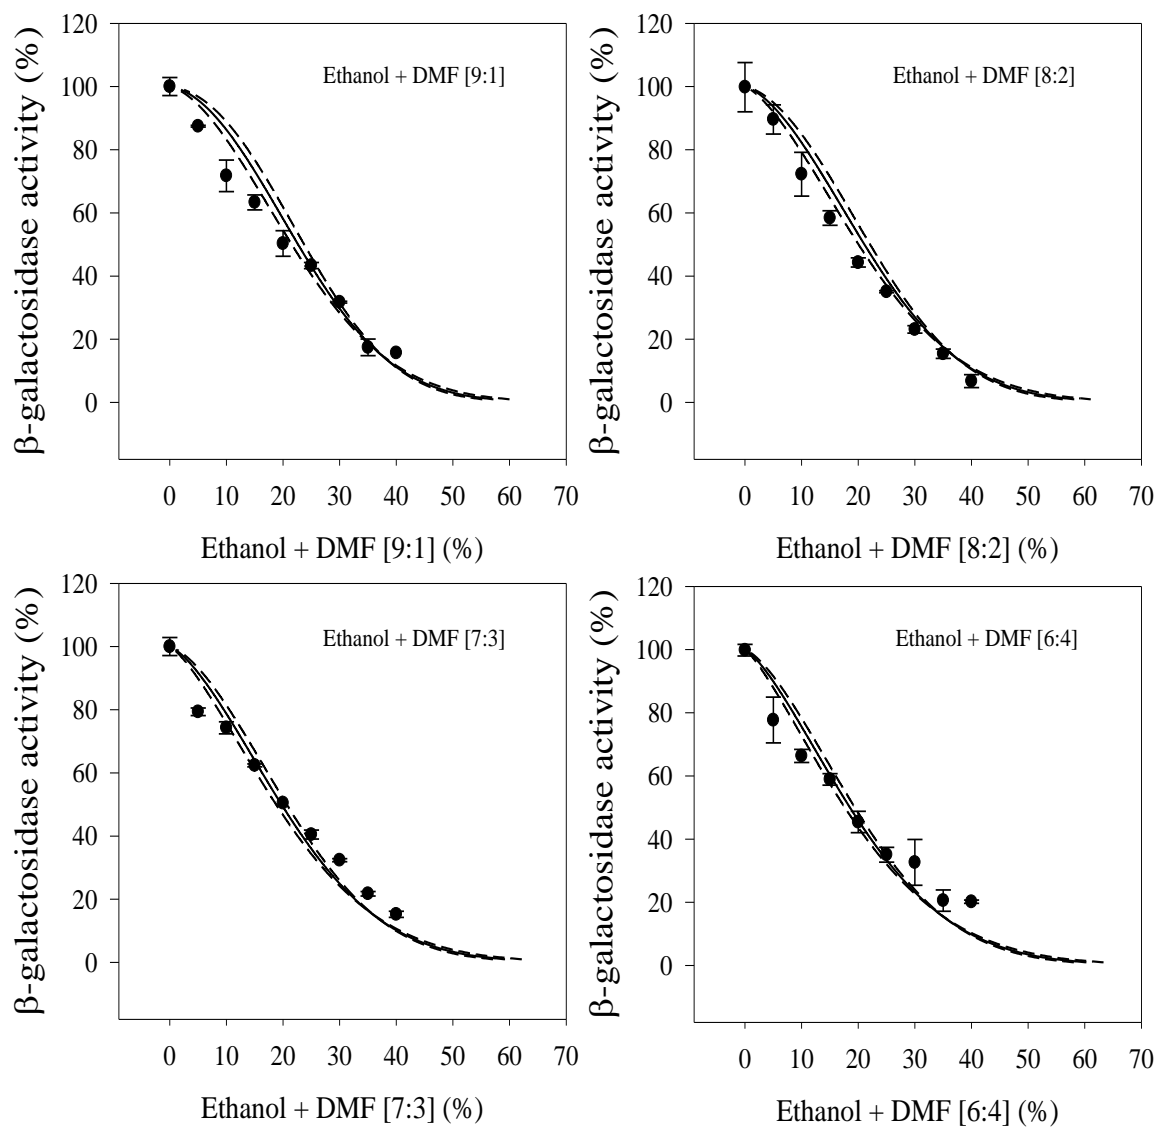 β-galactosidase activity (%)
120
100
80
60
40
20
0
Ethanol + DMF [9:1]
0 10 20 30 40 50 60 70
Ethanol + DMF [9:1] (%)
β-galactosidase activity (%)
120
100
80
60
40
20
0
Ethanol + DMF [8:2]
0 10 20 30 40 50 60 70
Ethanol + DMF [8:2] (%)
β-galactosidase activity (%)
120
100
80
60
40
20
0
Ethanol + DMF [7:3]
0 10 20 30 40 50 60 70
Ethanol + DMF [7:3] (%)
β-galactosidase activity (%)
120
100
80
60
40
20
0
Ethanol + DMF [6:4]
0 10 20 30 40 50 60 70
Ethanol + DMF [6:4] (%)